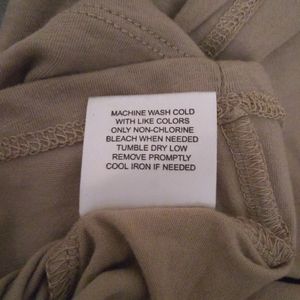 MACHINE WASH COLD
WITH LIKE COLORS
ONLY NON-CHLORINE
BLEACH WHEN NEEDED
TUMBLE DRY LOW
REMOVE PROMPTLY
COOL IRON IF NEEDED